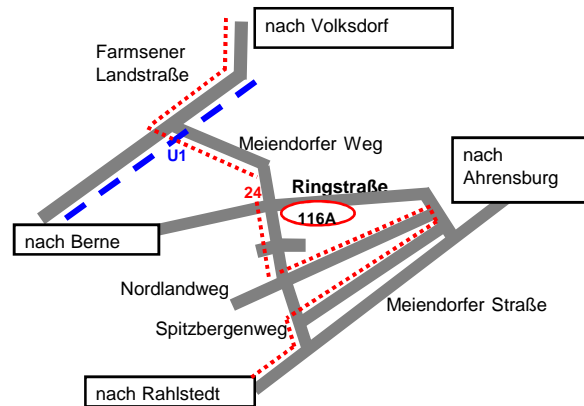 nach Volksdorf
Farmsener
Landstraße
U1
Meiendorfer Weg
nach
Ahrensburg
24
Ringstraße
116A
nach Berne
Nordlandweg
Meiendorfer Straße
Spitzbergenweg
nach Rahlstedt